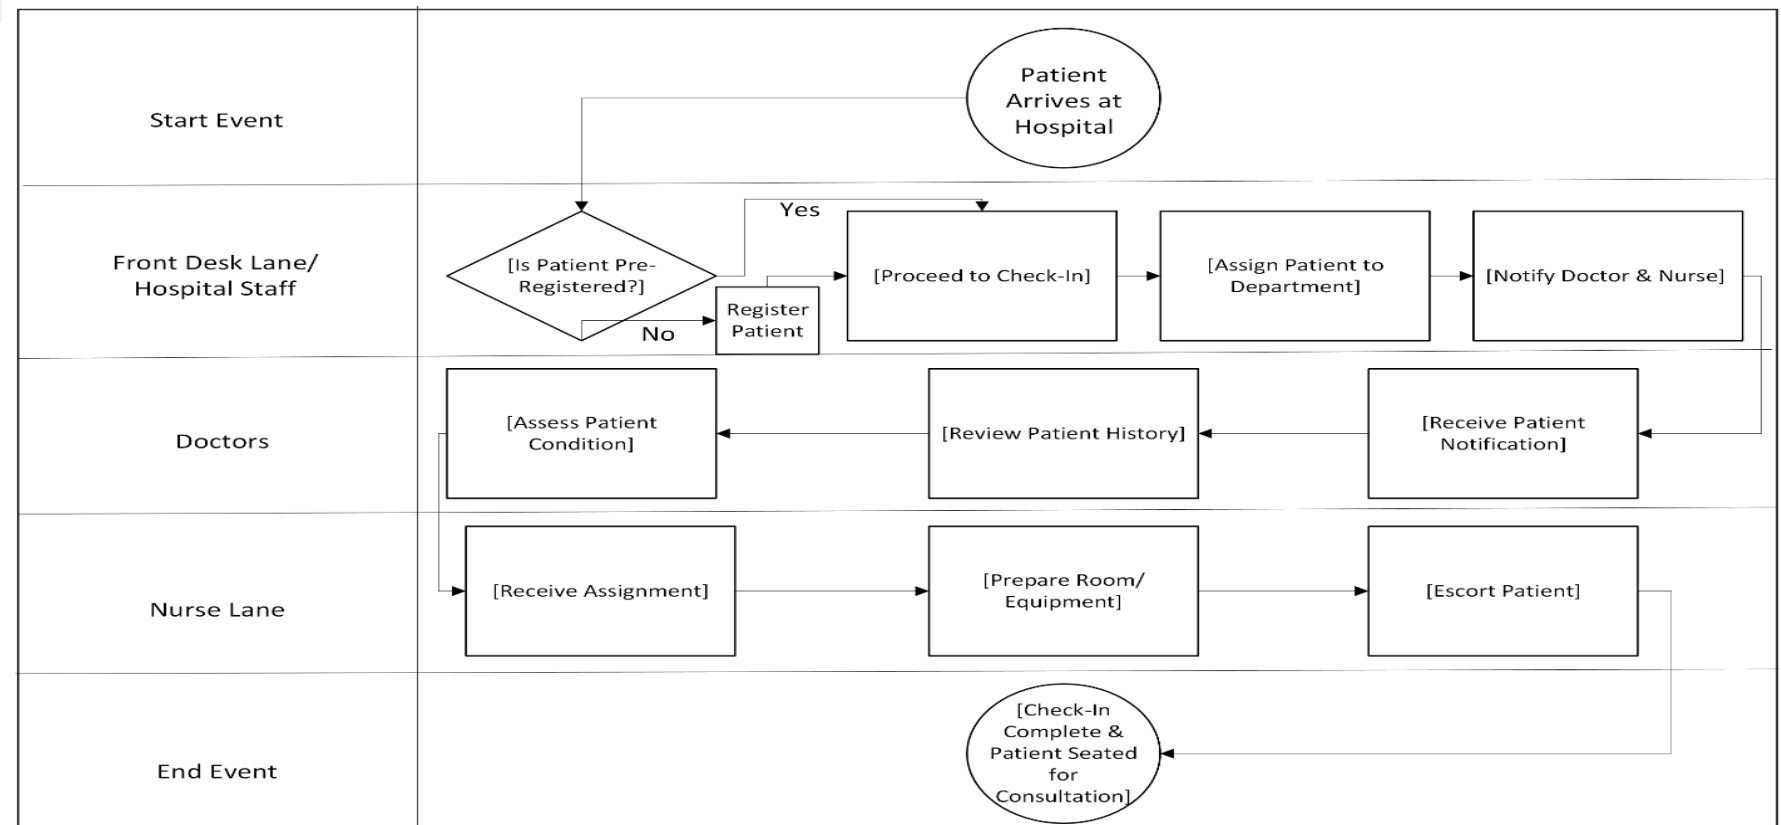 Patient
Arrives at
Hospital
Start Event
Yes
Front Desk Lane/
Hospital Staff
[Is Patient Pre-
Registered?]
[Proceed to Check-In]
[Assign Patient to
Department]
[Notify Doctor & Nurse]
Register
Patient
No
Doctors
[Assess Patient
Condition]
[Review Patient History]
[Receive Patient
Notification]
Nurse Lane
[Receive Assignment]
[Prepare Room/
Equipment]
[Escort Patient]
End Event
[Check-In
Complete &
Patient Seated
for
Consultation]